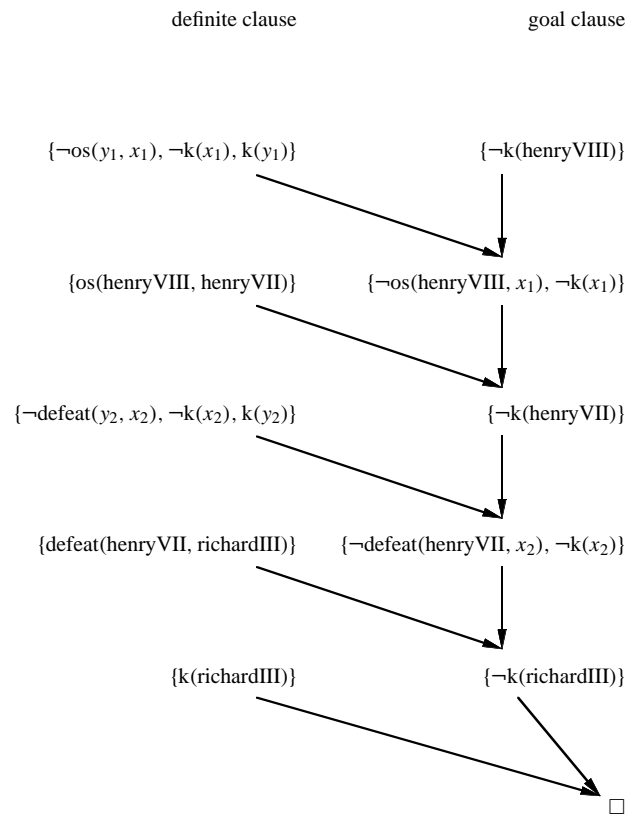 definite clause goal clause
{¬os(y₁, x₁), ¬k(x₁), k(y₁)} {¬k(henryVIII)}
{os(henryVIII, henryVII)} {¬os(henryVIII, x₁), ¬k(x₁)}
{¬defeat(y₂, x₂), ¬k(x₂), k(y₂)} {¬k(henryVII)}
{defeat(henryVII, richardIII)} {¬defeat(henryVII, x₂), ¬k(x₂)}
{k(richardIII)} {¬k(richardIII)}
□